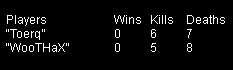 Players Wins Kills Deaths
"Toerq" 0 6 7
"WooTHaX" 0 5 8